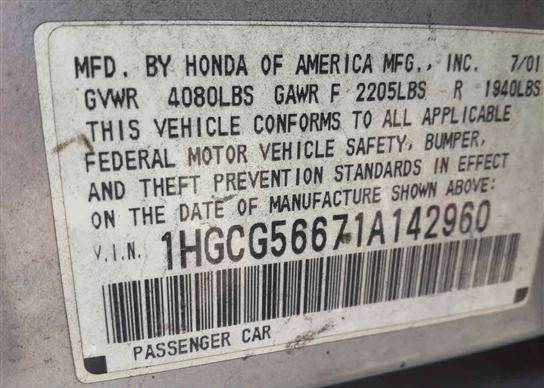 MFD. BY HONDA OF AMERICA MFG., INC. 7/01
GVWR 4080LBS GAWR F 2205LBS R 1940LBS
THIS VEHICLE CONFORMS TO ALL APPLICABLE
FEDERAL MOTOR VEHICLE SAFETY, BUMPER,
AND THEFT PREVENTION STANDARDS IN EFFECT
ON THE DATE OF MANUFACTURE SHOWN ABOVE.
V.I.N. 1HGCG56671A142960
PASSENGER CAR